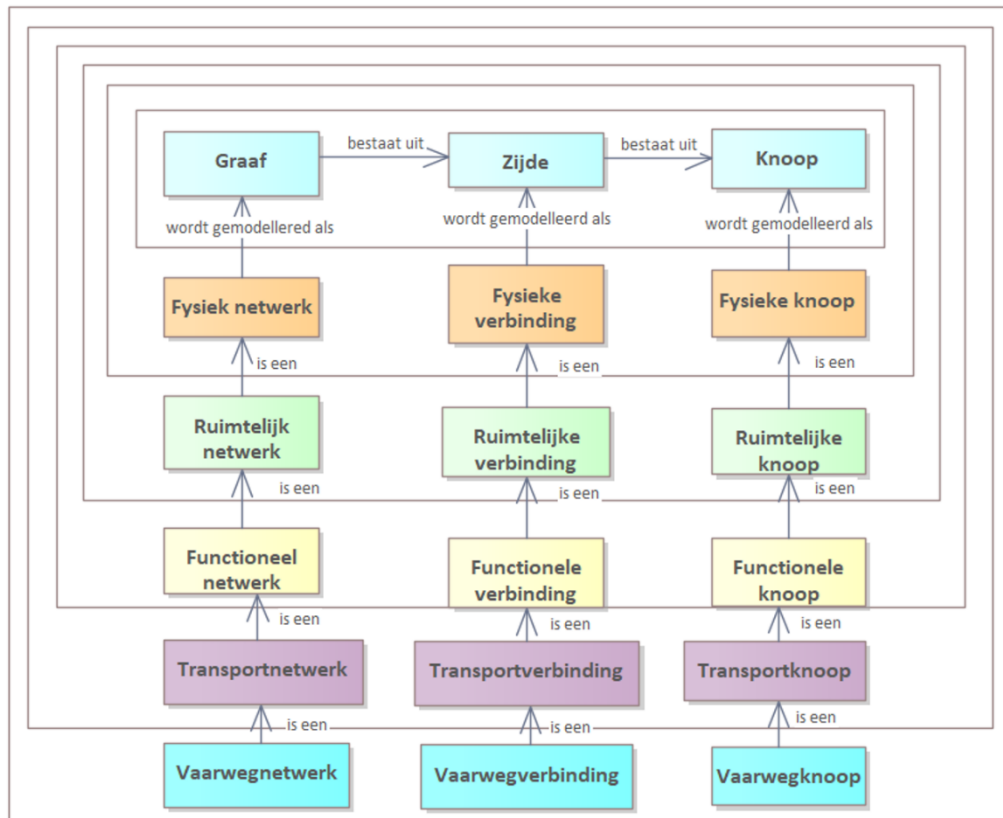 bestaat uit
bestaat uit
Graaf
Zijde
Knoop
wordt gemodellered als
wordt gemodelleerd als
wordt gemodelleerd als
Fysiek netwerk
Fysieke
verbinding
Fysieke knoop
is een
is een
is een
Ruimtelijk
netwerk
Ruimtelijke
verbinding
Ruimtelijke
knoop
is een
is een
is een
Functioneel
netwerk
Functionele
verbinding
Functionele
knoop
is een
is een
is een
Transportnetwerk
Transportverbinding
Transportknoop
is een
is een
is een
Vaarwegnetwerk
Vaarwegverbinding
Vaarwegknoop